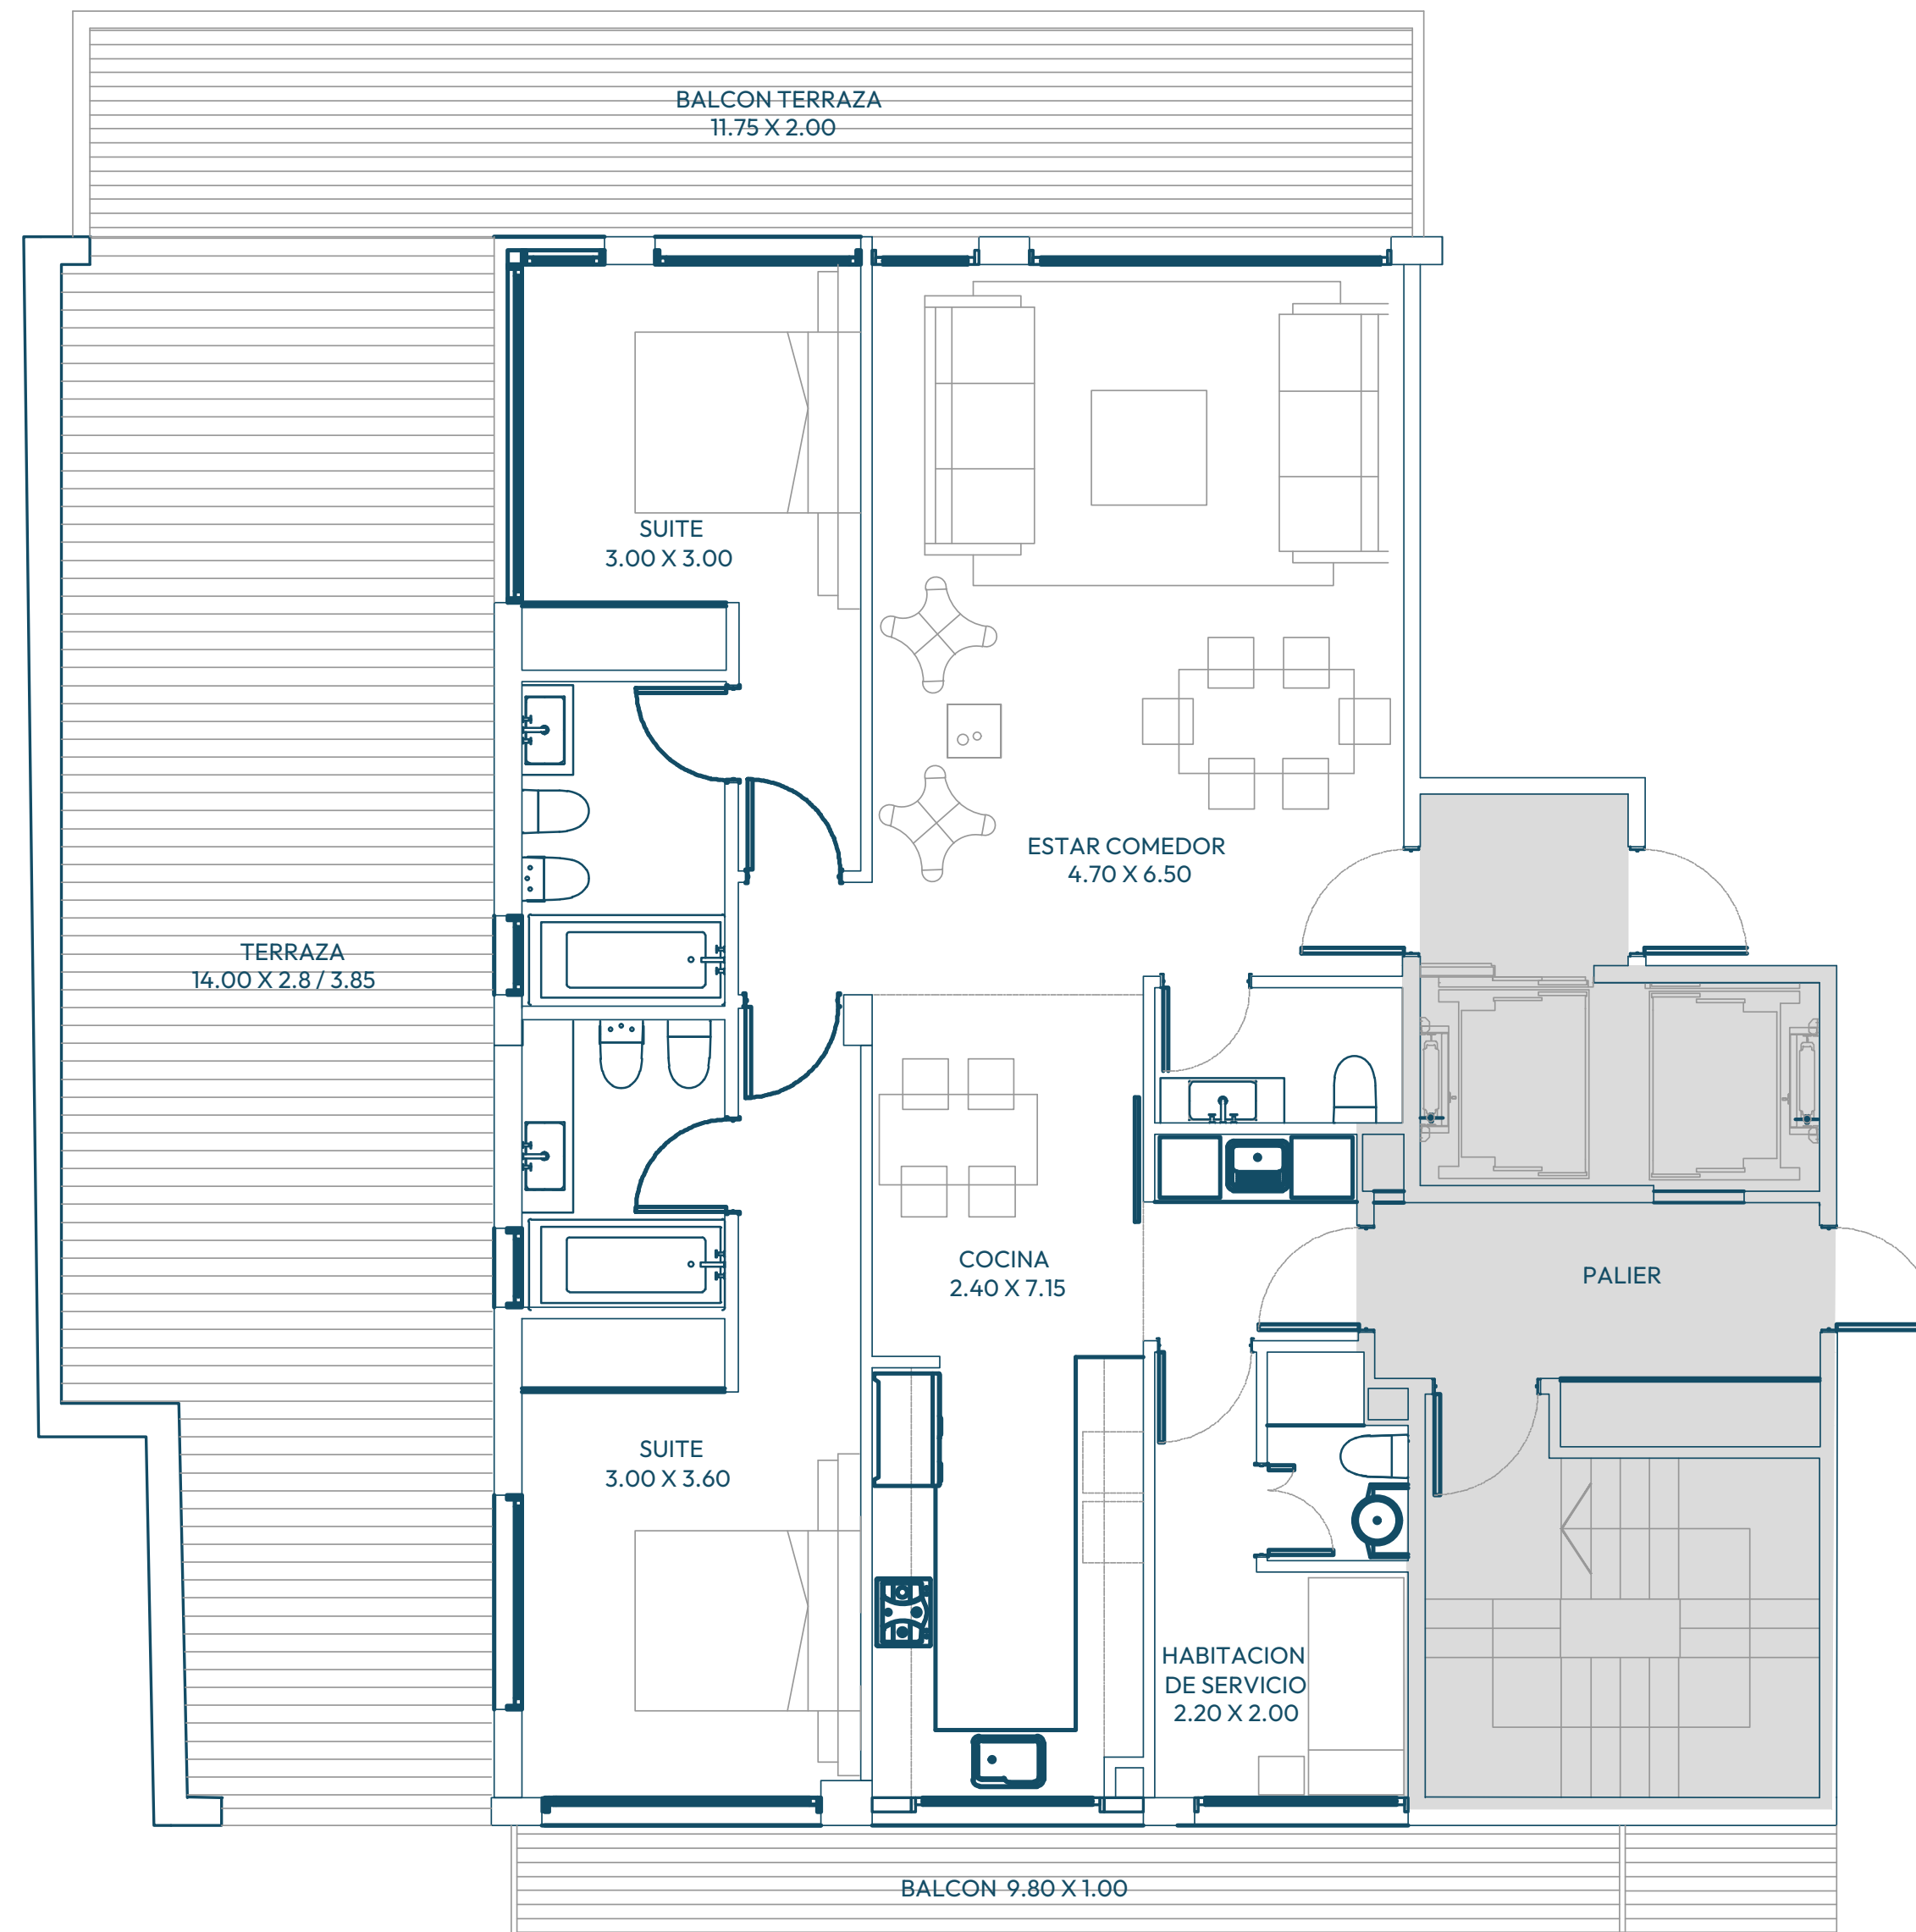 BALCON TERRAZA
11.75 X 2.00
SUITE
3.00 X 3.00
ESTAR COMEDOR
4.70 X 6.50
TERRAZA
14.00 X 2.8 / 3.85
COCINA
2.40 X 7.15
PALIER
SUITE
3.00 X 3.60
HABITACION
DE SERVICIO
2.20 X 2.00
BALCON 9.80 X 1.00